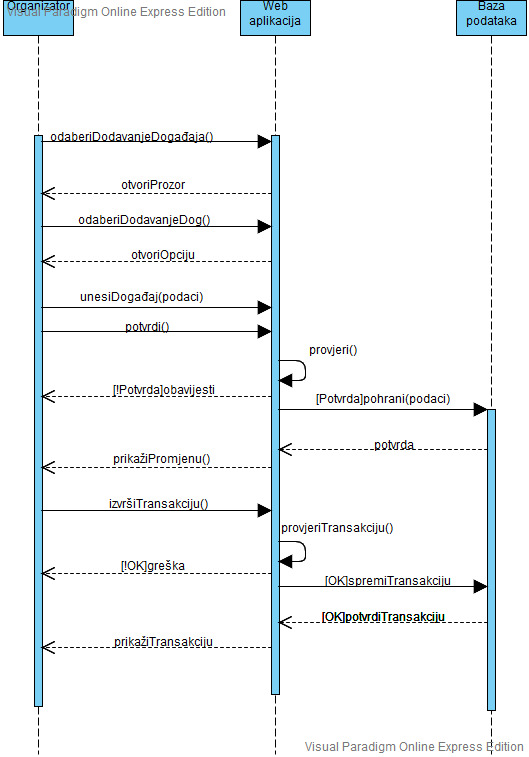 Organizator
Visual Paradigm Online Express Edition
Web
aplikacija
Baza
podataka
odaberiDodavanjeDogađaja()
otvoriProzor
odaberiDodavanjeDog()
otvoriOpciju
unesiDogađaj(podaci)
potvrdi()
provjeri()
[!Potvrda]obavijesti
[Potvrda]pohrani(podaci)
potvrda
prikažiPromjenu()
izvršiTransakciju()
provjeriTransakciju()
[!OK]greška
[OK]spremiTransakciju
[OK]potvrdiTransakciju
prikažiTransakciju
Visual Paradigm Online Express Edition